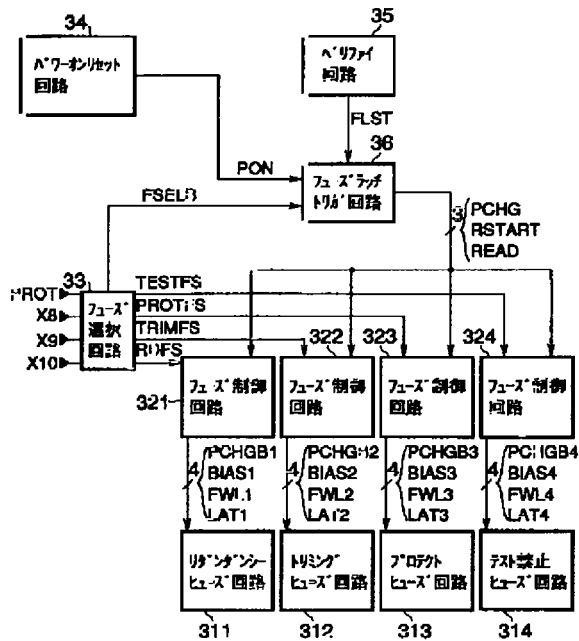 34
ﾊﾟﾜｰｵﾝﾘｾｯﾄ
回路
35
ﾍﾞﾘﾌｧｲ
回路
FLST
36
PON
ﾌｭｰｽﾞﾗｯﾁ
ﾄﾘｶﾞ回路
FSELB
3
PCHG
RSTART
READ
33
PROT
X8
X9
X10
ﾌｭｰｽﾞ
選択
回路
TESTFS
PROTFS
TRIMFS
RDFS
321
322
323
324
ﾌｭｰｽﾞ制御
回路
ﾌｭｰｽﾞ制御
回路
ﾌｭｰｽﾞ制御
回路
ﾌｭｰｽﾞ制御
回路
4
PCHGB1
BIAS1
FWL1
LAT1
4
PCHGB2
BIAS2
FWL2
LAT2
4
PCHGB3
BIAS3
FWL3
LAT3
4
PCHGB4
BIAS4
FWL4
LAT4
ﾘﾀﾞﾝﾀﾞﾝｼｰ
ﾋｭｰｽﾞ回路
ﾄﾘﾐﾝｸﾞ
ﾋｭｰｽﾞ回路
ﾌﾟﾛﾃｸﾄ
ﾋｭｰｽﾞ回路
ﾃｽﾄ禁止
ﾋｭｰｽﾞ回路
311
312
313
314